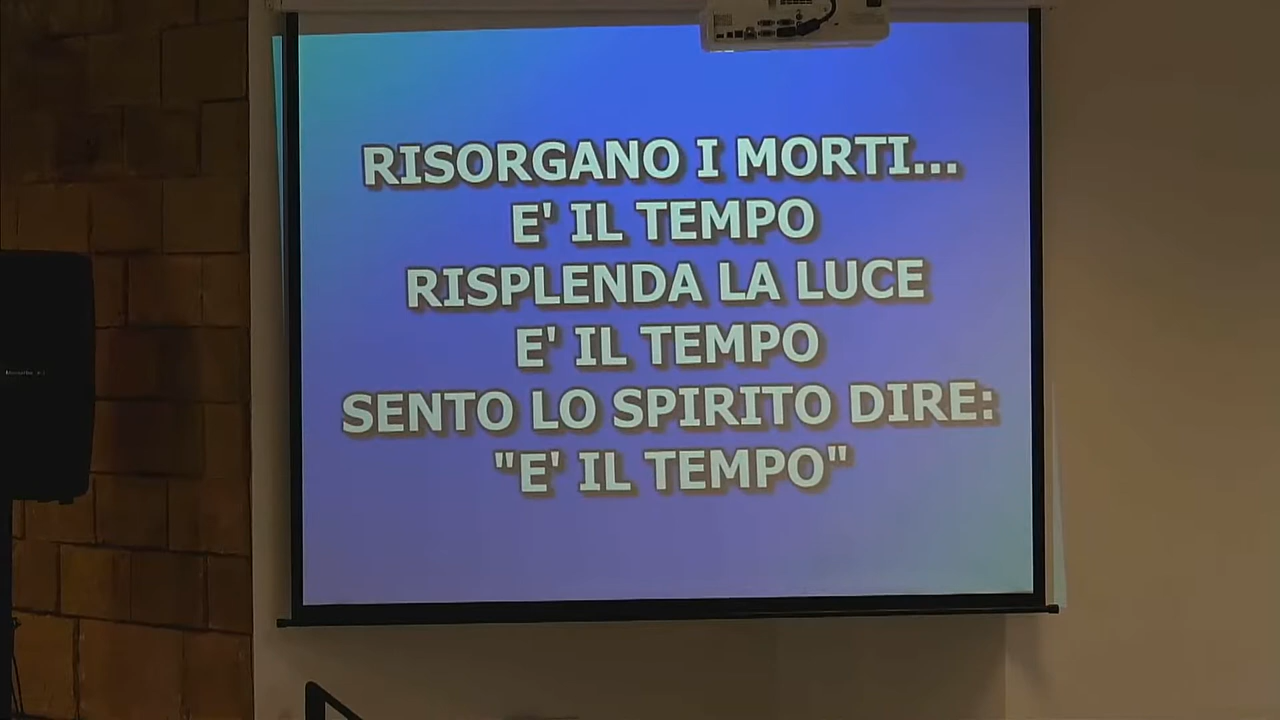 RISORGANO I MORTI...
E' IL TEMPO
RISPLENDA LA LUCE
E' IL TEMPO
SENTO LO SPIRITO DIRE:
"E' IL TEMPO"